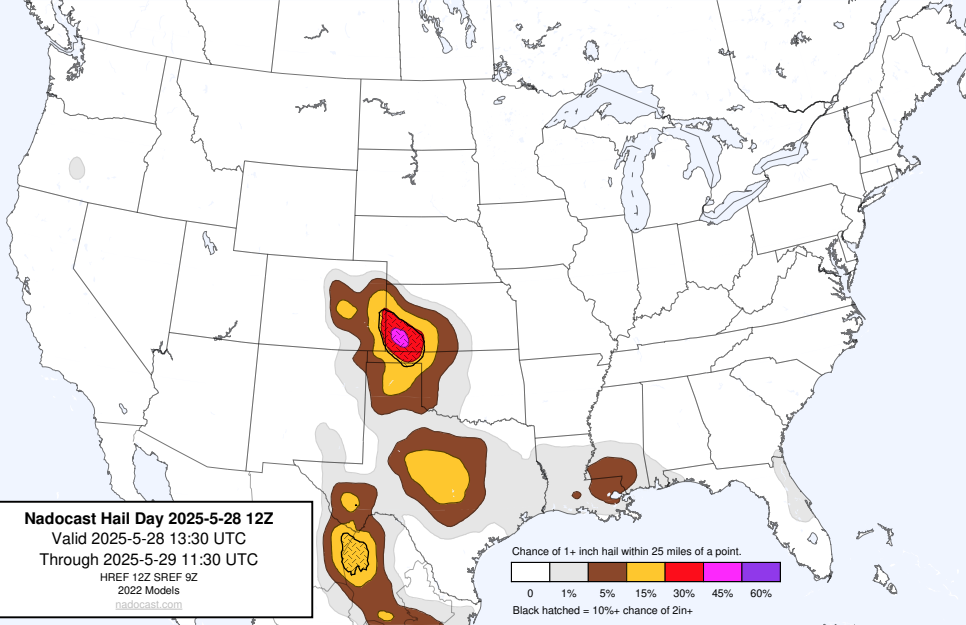 Nadocast Hail Day 2025-5-28 12Z
Valid 2025-5-28 13:30 UTC
Through 2025-5-29 11:30 UTC
HREF 12Z SREF 9Z
2022 Models
nadocast.com
Chance of 1+ inch hail within 25 miles of a point.
0 1% 5% 15% 30% 45% 60%
Black hatched = 10%+ chance of 2in+